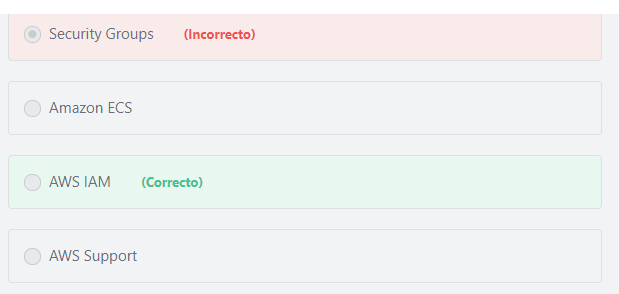 Security Groups (Incorrecto)
Amazon ECS
AWS IAM (Correcto)
AWS Support